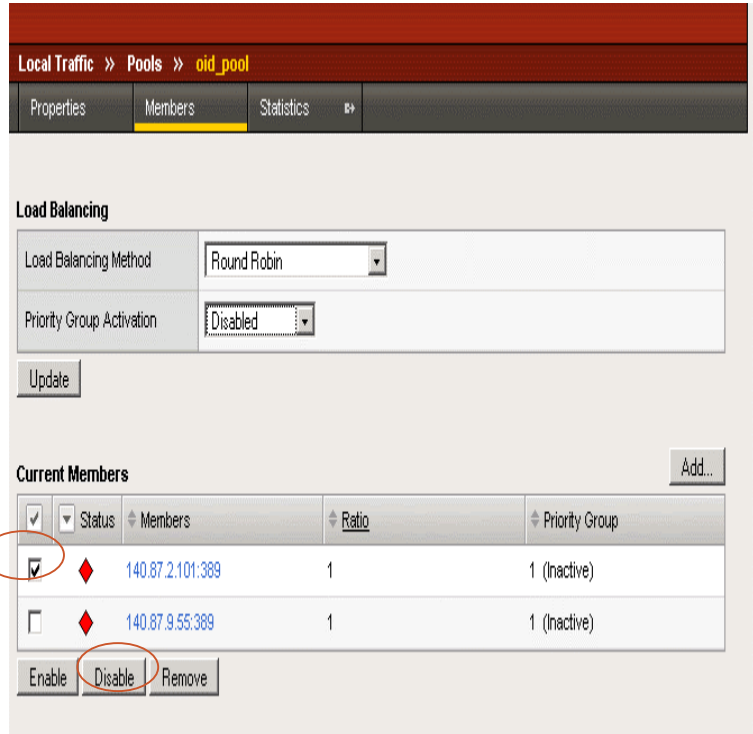 Local Traffic » Pools » oid_pool
Properties Members Statistics
Load Balancing
Load Balancing Method Round Robin
Priority Group Activation Disabled
Update
Add...
Current Members
Status Members Ratio Priority Group
140.87.2.101:389 1 1 (Inactive)
140.87.9.55:389 1 1 (Inactive)
Enable Disable Remove